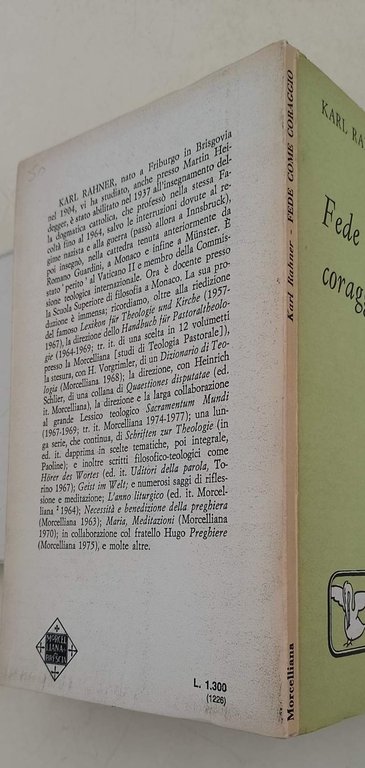 KARL RAHNER, nato a Friburgo in Brisgovia
nel 1904, vi ha studiato, anche presso Martin Hei-
degger, è stato abilitato nel 1937 all'insegnamento del-
la dogmatica cattolica, che professò nella stessa Fa-
coltà fino al 1964, salvo le interruzioni dovute al re-
gime nazista e alla guerra (passò allora a Innsbruck),
poi insegnò, nella cattedra tenuta anteriormente da
Romano Guardini, a Monaco e infine a Münster. È
stato 'perito' al Vaticano II e membro della Commis-
sione teologica internazionale. Ora è docente presso
la Scuola Superiore di filosofia a Monaco. La sua pro-
duzione è immensa; ricordiamo, oltre alla riedizione
del famoso Lexikon für Theologie und Kirche (1957-
1967), la direzione dello Handbuch für Pastoraltheolo-
gie (1964-1969; tr. it. di una scelta in 12 volumetti
presso la Morcelliana [studi di Teologia Pastorale]),
la stesura, con H. Vorgrimler, di un Dizionario di Teo-
logia (Morcelliana 1968); la direzione, con Heinrich
Schlier, di una collana di Quaestiones disputatae (ed.
it. Morcelliana), la direzione e la larga collaborazione
al grande Lessico teologico Sacramentum Mundi
(1967-1969; tr. it. Morcelliana 1974-1977); una lun-
ga serie, che continua, di Schriften zur Theologie (in
ed. it. dapprima in scelte tematiche, poi integrale,
Paoline); e inoltre scritti filosofico-teologici come
Hörer des Wortes (ed. it. Uditori della parola, To-
rino 1967); Geist im Welt; e numerosi saggi di rifles-
sione e meditazione; L'anno liturgico (ed. it. Morcel-
liana ² 1964); Necessità e benedizione della preghiera
(Morcelliana 1963); Maria, Meditazioni (Morcelliana
1970); in collaborazione col fratello Hugo Preghiere
(Morcelliana 1975), e molte altre.
MORCEL
LIANA
BRESCIA
L. 1.300
(1226)
Karl Rahner - FEDE COME CORAGGIO
Morcelliana
KARL RA
Fede
corag